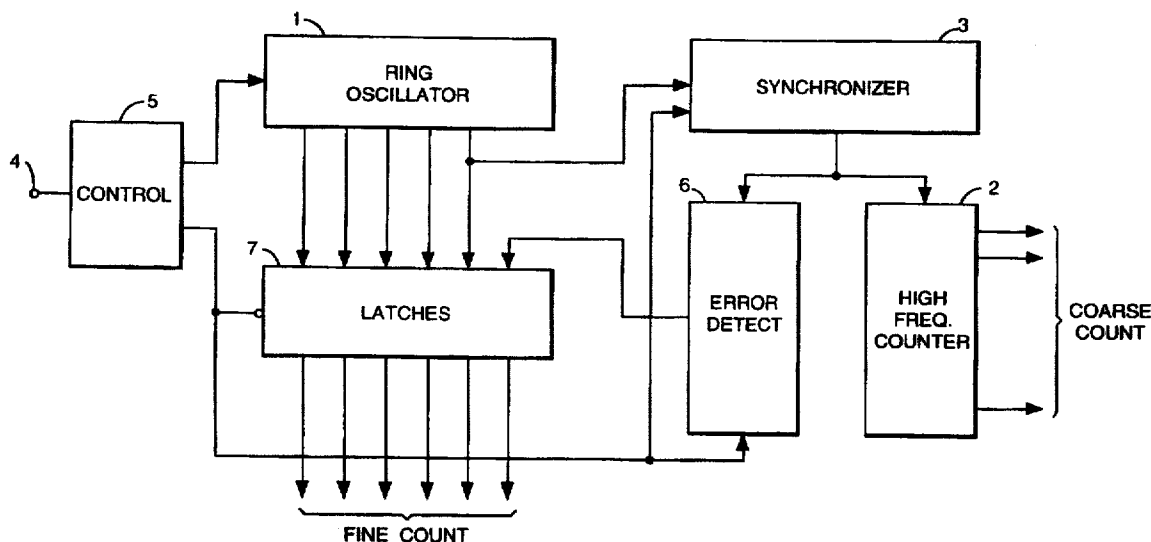 1
RING
OSCILLATOR
3
SYNCHRONIZER
5
CONTROL
4
6
ERROR
DETECT
2
HIGH
FREQ.
COUNTER
COARSE
COUNT
7
LATCHES
FINE COUNT